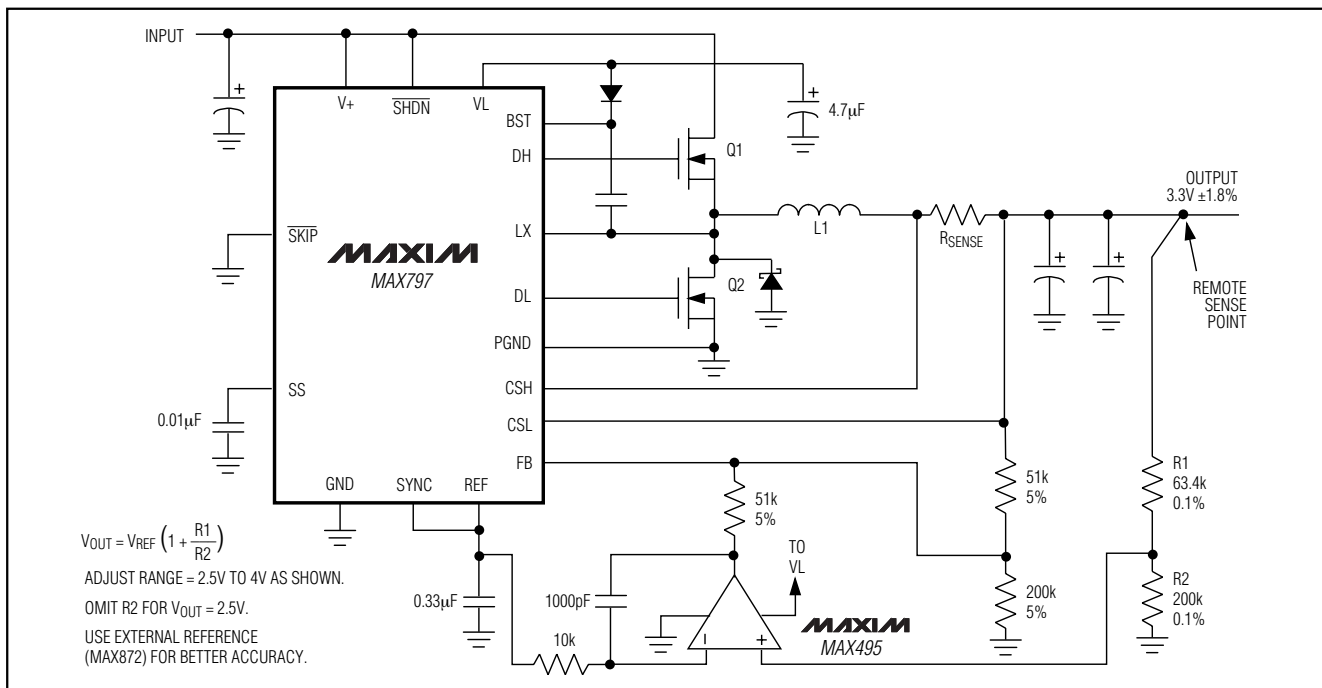 INPUT
V+
SHDN
VL
BST
DH
Q1
4.7μF
OUTPUT
3.3V ±1.8%
SKIP
MAXIM
MAX797
LX
L1
RSENSE
DL
Q2
REMOTE
SENSE
POINT
PGND
SS
CSH
0.01μF
CSL
FB
GND
SYNC
REF
51k
5%
51k
5%
R1
63.4k
0.1%
VOUT = VREF (1 + R1/R2)
ADJUST RANGE = 2.5V TO 4V AS SHOWN.
OMIT R2 FOR VOUT = 2.5V.
USE EXTERNAL REFERENCE
(MAX872) FOR BETTER ACCURACY.
0.33μF
1000pF
TO
VL
10k
I
+
MAXIM
MAX495
200k
5%
R2
200k
0.1%
+
+
+
+